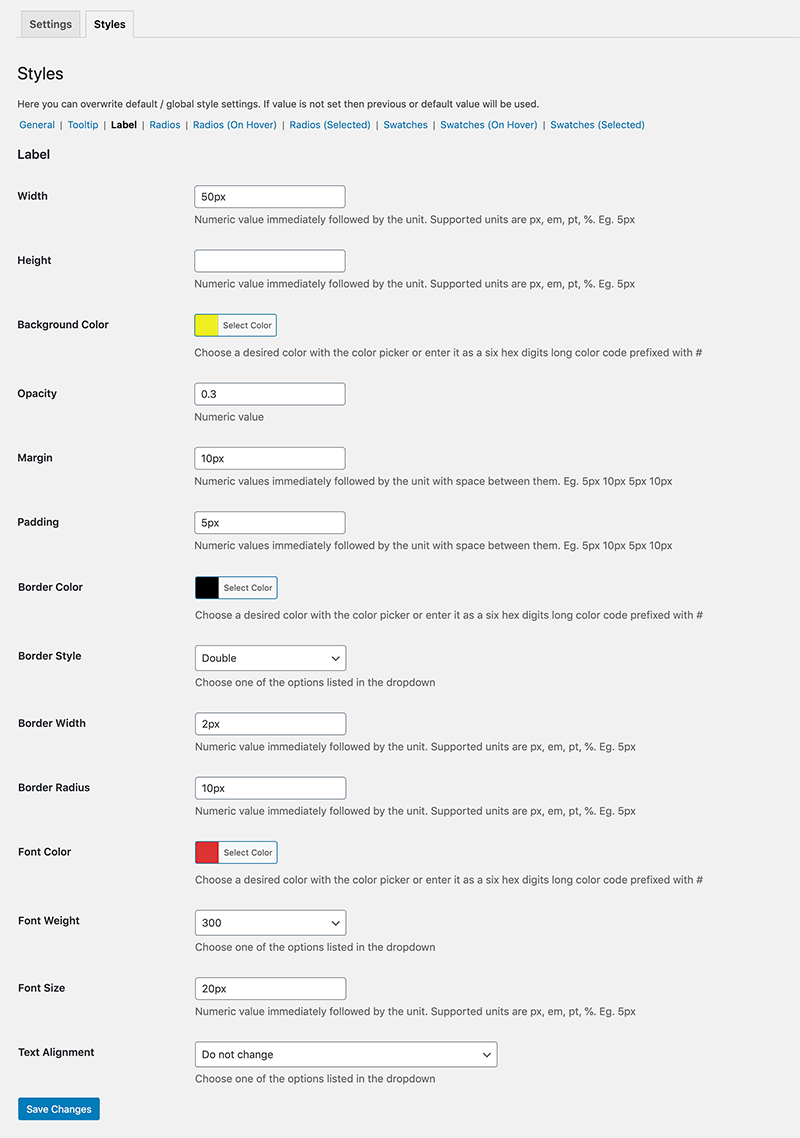 Settings
Styles
Styles
Here you can overwrite default / global style settings. If value is not set then previous or default value will be used.
General | Tooltip | Label | Radios | Radios (On Hover) | Radios (Selected) | Swatches | Swatches (On Hover) | Swatches (Selected)
Label
Width
50px
Numeric value immediately followed by the unit. Supported units are px, em, pt, %. Eg. 5px
Height
Numeric value immediately followed by the unit. Supported units are px, em, pt, %. Eg. 5px
Background Color
Select Color
Choose a desired color with the color picker or enter it as a six hex digits long color code prefixed with #
Opacity
0.3
Numeric value
Margin
10px
Numeric values immediately followed by the unit with space between them. Eg. 5px 10px 5px 10px
Padding
5px
Numeric values immediately followed by the unit with space between them. Eg. 5px 10px 5px 10px
Border Color
Select Color
Choose a desired color with the color picker or enter it as a six hex digits long color code prefixed with #
Border Style
Double
Choose one of the options listed in the dropdown
Border Width
2px
Numeric value immediately followed by the unit. Supported units are px, em, pt, %. Eg. 5px
Border Radius
10px
Numeric value immediately followed by the unit. Supported units are px, em, pt, %. Eg. 5px
Font Color
Select Color
Choose a desired color with the color picker or enter it as a six hex digits long color code prefixed with #
Font Weight
300
Choose one of the options listed in the dropdown
Font Size
20px
Numeric value immediately followed by the unit. Supported units are px, em, pt, %. Eg. 5px
Text Alignment
Do not change
Choose one of the options listed in the dropdown
Save Changes